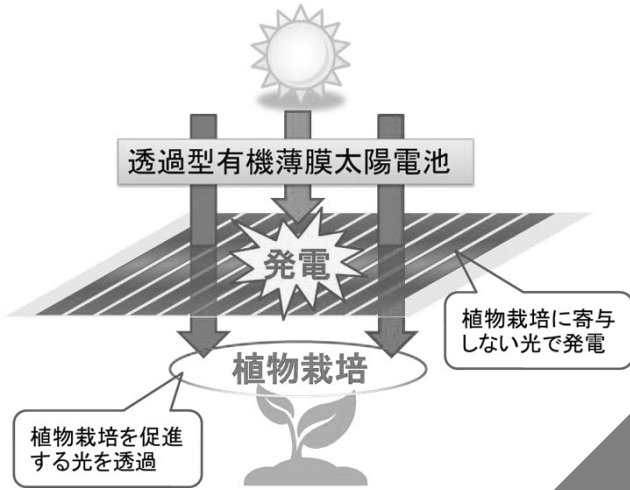 透過型有機薄膜太陽電池
発電
植物栽培に寄与
しない光で発電
植物栽培
植物栽培を促進
する光を透過